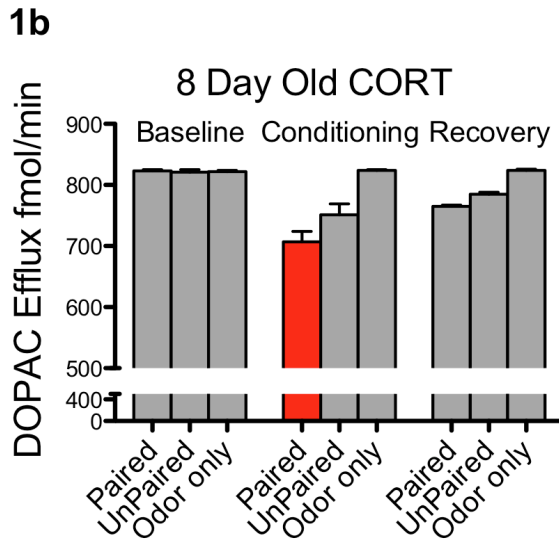 1b
8 Day Old CORT
Baseline Conditioning Recovery
DOPAC Efflux fmol/min
900
800
700
600
500
400
0
Paired
UnPaired
Odor only
Paired
UnPaired
Odor only
Paired
UnPaired
Odor only